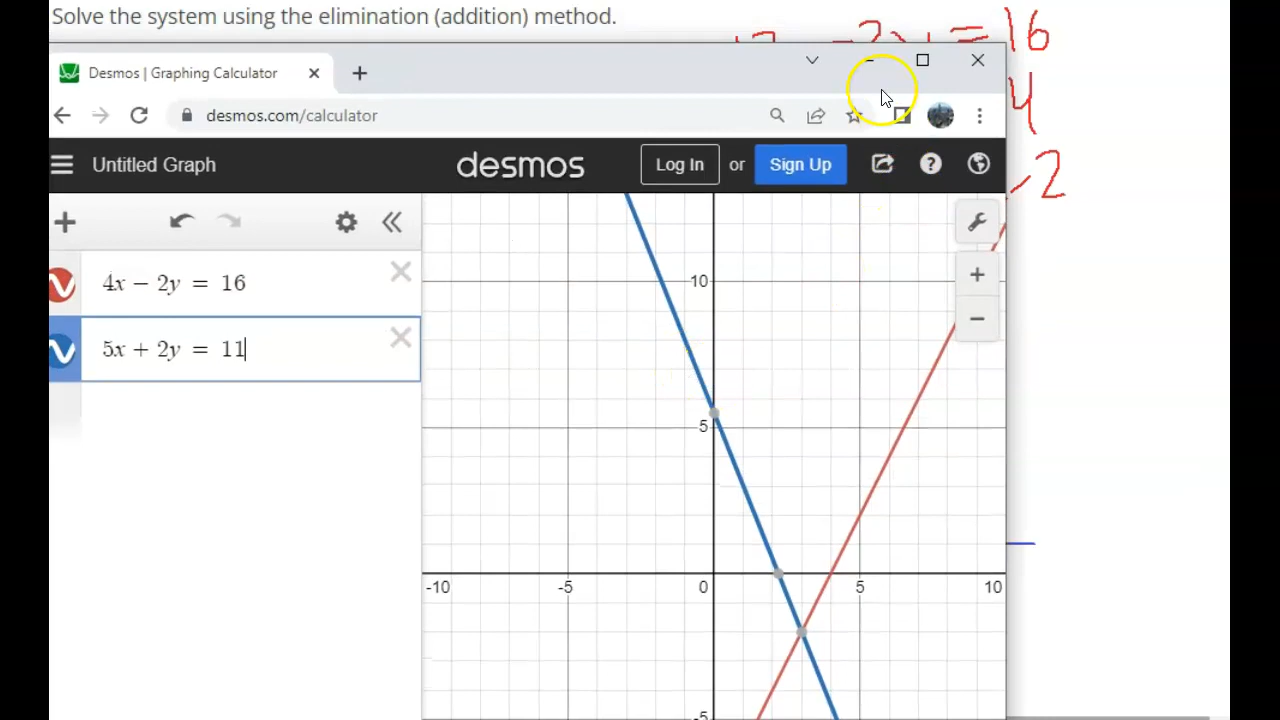 Solve the system using the elimination (addition) method.
= 16
4
-2
Desmos | Graphing Calculator
desmos.com/calculator
Untitled Graph
desmos
Log In or Sign Up
4x − 2y = 16
5x + 2y = 11
10
5
-10 -5 0 5 10
-5